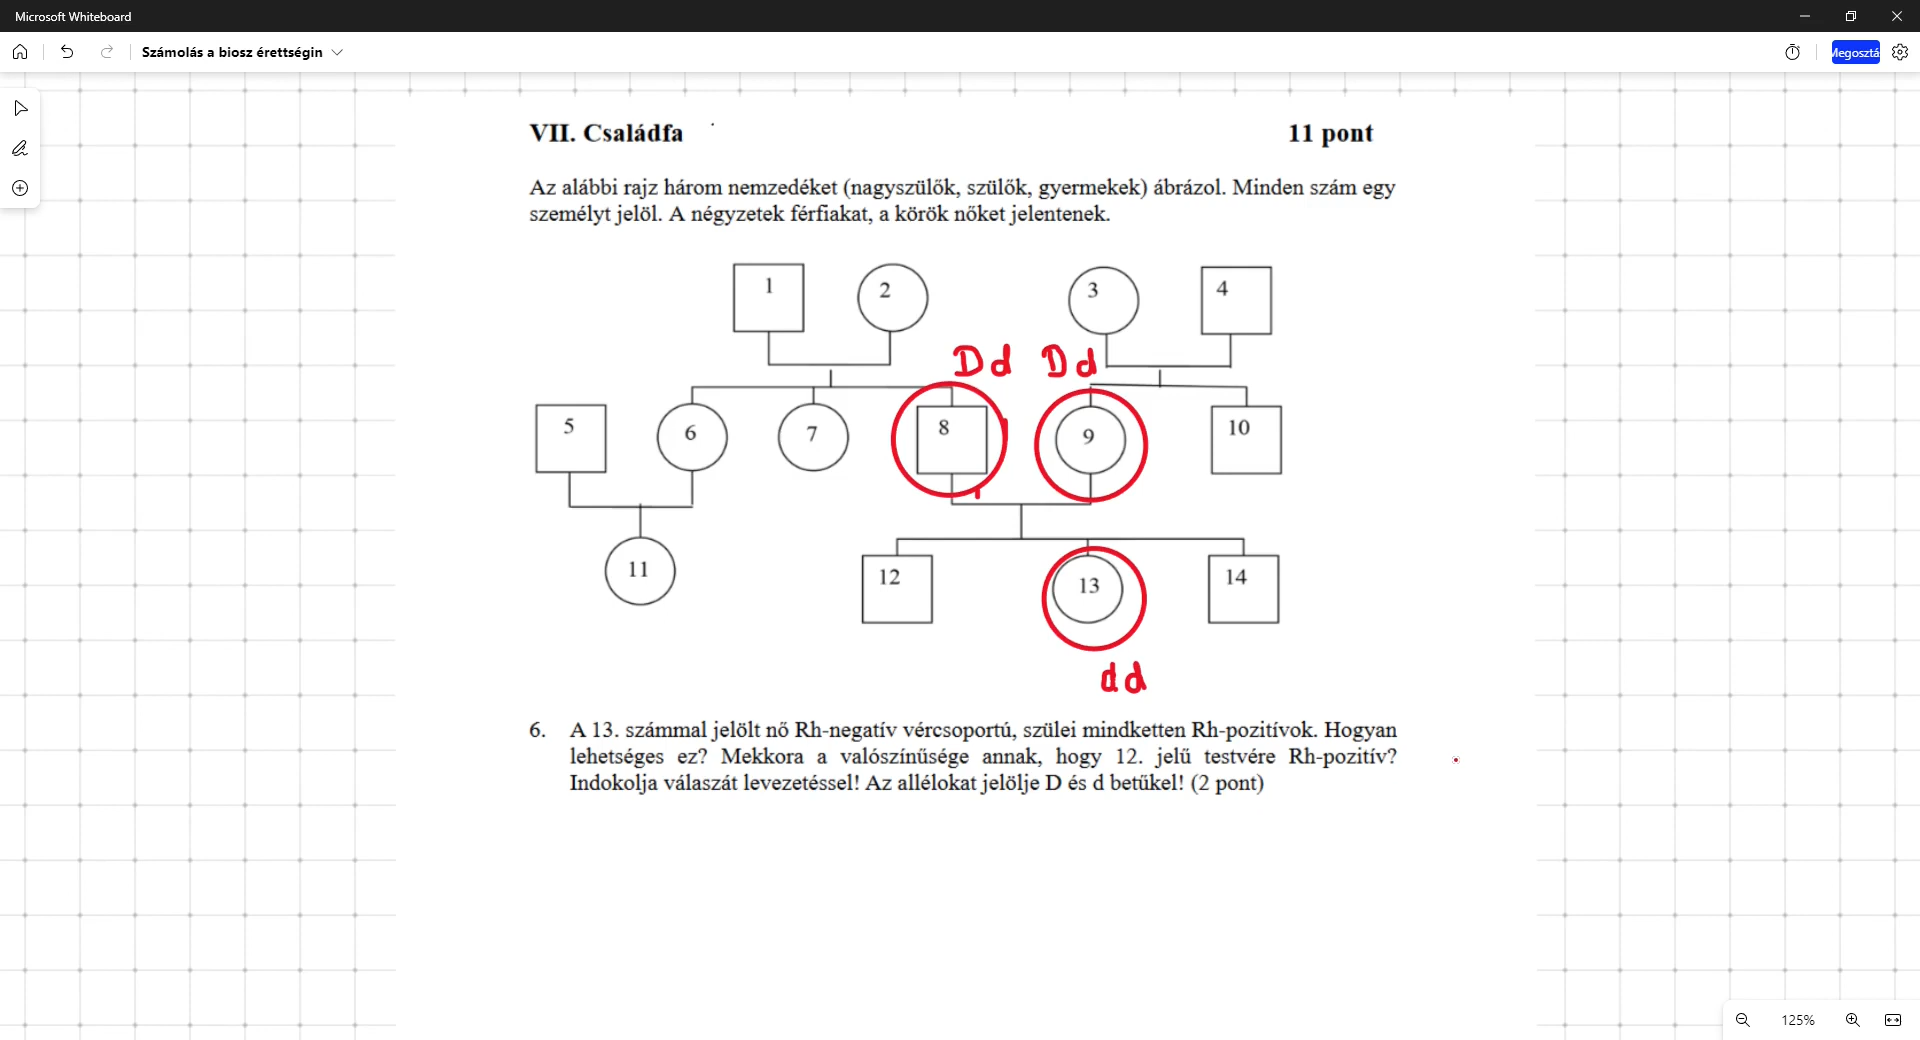 Microsoft Whiteboard
Számolás a biosz érettségin
Megosztá
VII. Családfa
11 pont
Az alábbi rajz három nemzedéket (nagyszülők, szülők, gyermekek) ábrázol. Minden szám egy
személyt jelöl. A négyzetek férfiakat, a körök nőket jelentenek.
1
2
3
4
Dd
Dd
5
6
7
8
9
10
11
12
13
14
dd
6. A 13. számmal jelölt nő Rh-negatív vércsoportú, szülei mindketten Rh-pozitívok. Hogyan
lehetséges ez? Mekkora a valószínűsége annak, hogy 12. jelű testvére Rh-pozitív?
Indokolja válaszát levezetéssel! Az allélokat jelölje D és d betűkel! (2 pont)
125%